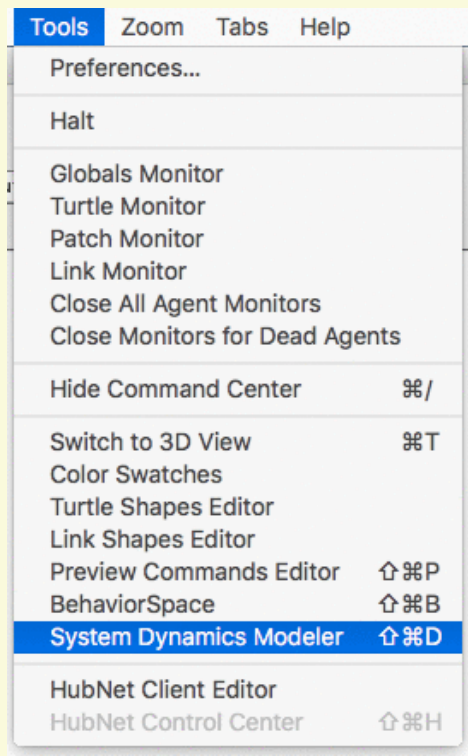 Tools Zoom Tabs Help
Preferences...
Halt
Globals Monitor
Turtle Monitor
Patch Monitor
Link Monitor
Close All Agent Monitors
Close Monitors for Dead Agents
Hide Command Center ⌘/
Switch to 3D View ⌘T
Color Swatches
Turtle Shapes Editor
Link Shapes Editor
Preview Commands Editor ⇧⌘P
BehaviorSpace ⇧⌘B
System Dynamics Modeler ⇧⌘D
HubNet Client Editor
HubNet Control Center ⇧⌘H